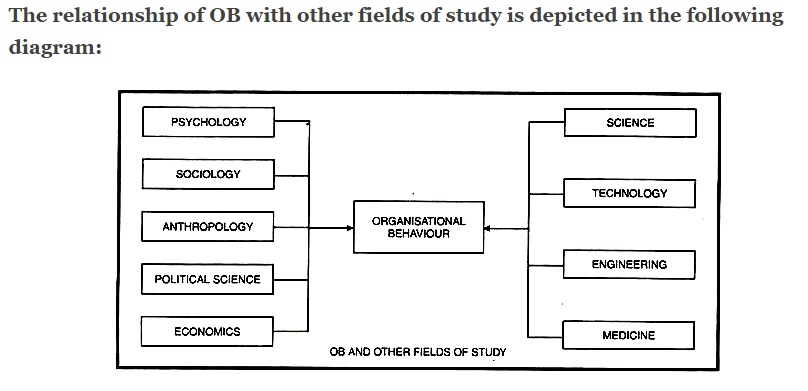 The relationship of OB with other fields of study is depicted in the following
diagram:
PSYCHOLOGY
SOCIOLOGY
ANTHROPOLOGY
POLITICAL SCIENCE
ECONOMICS
ORGANISATIONAL
BEHAVIOUR
SCIENCE
TECHNOLOGY
ENGINEERING
MEDICINE
OB AND OTHER FIELDS OF STUDY